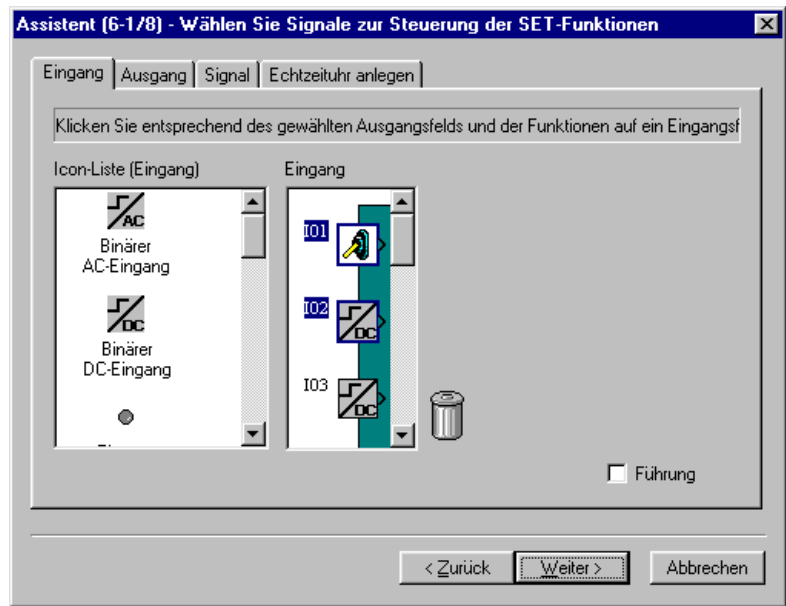 Assistent (6-1/8) - Wählen Sie Signale zur Steuerung der SET-Funktionen
Eingang Ausgang Signal Echtzeituhr anlegen
Klicken Sie entsprechend des gewählten Ausgangsfelds und der Funktionen auf ein
Icon-Liste (Eingang) Eingang
AC
Binärer
AC-Eingang
DC
Binärer
DC-Eingang
I01
I02
DC
I03
DC
Führung
< Zurück Weiter > Abbrechen